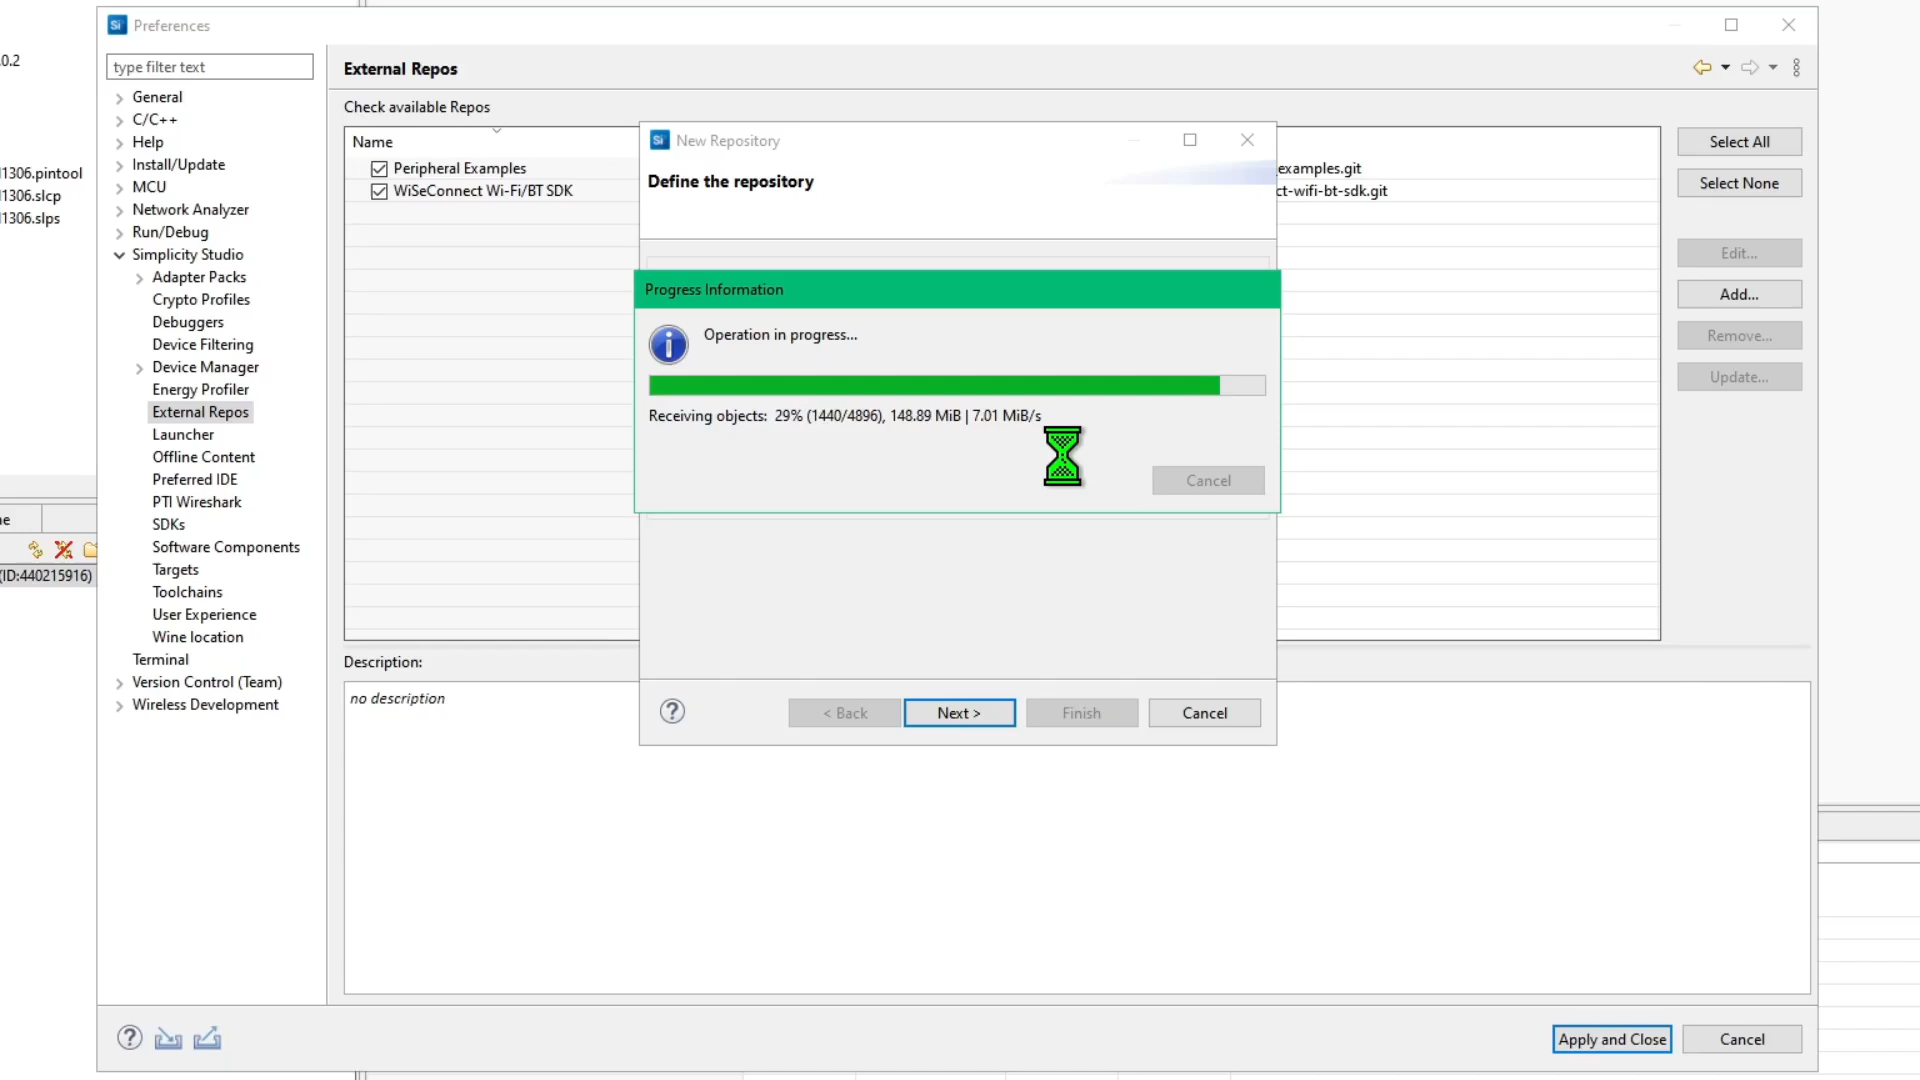 Preferences
.0.2
type filter text
External Repos
General
Check available Repos
C/C++
Help
Name
New Repository
Select All
Install/Update
Peripheral Examples
examples.git
1306.pintool
MCU
WiSeConnect Wi-Fi/BT SDK
Define the repository
ct-wifi-bt-sdk.git
Select None
1306.slcp
Network Analyzer
1306.slps
Run/Debug
Simplicity Studio
Edit...
Adapter Packs
Progress Information
Add...
Crypto Profiles
Debuggers
Operation in progress...
Remove...
Device Filtering
Device Manager
Update...
Energy Profiler
External Repos
Receiving objects: 29% (1440/4896), 148.89 MiB | 7.01 MiB/s
Launcher
Offline Content
Preferred IDE
Cancel
PTI Wireshark
ne
SDKs
Software Components
Targets
(ID:440215916)
Toolchains
User Experience
Wine location
Terminal
Description:
Version Control (Team)
no description
Wireless Development
< Back
Next >
Finish
Cancel
Apply and Close
Cancel